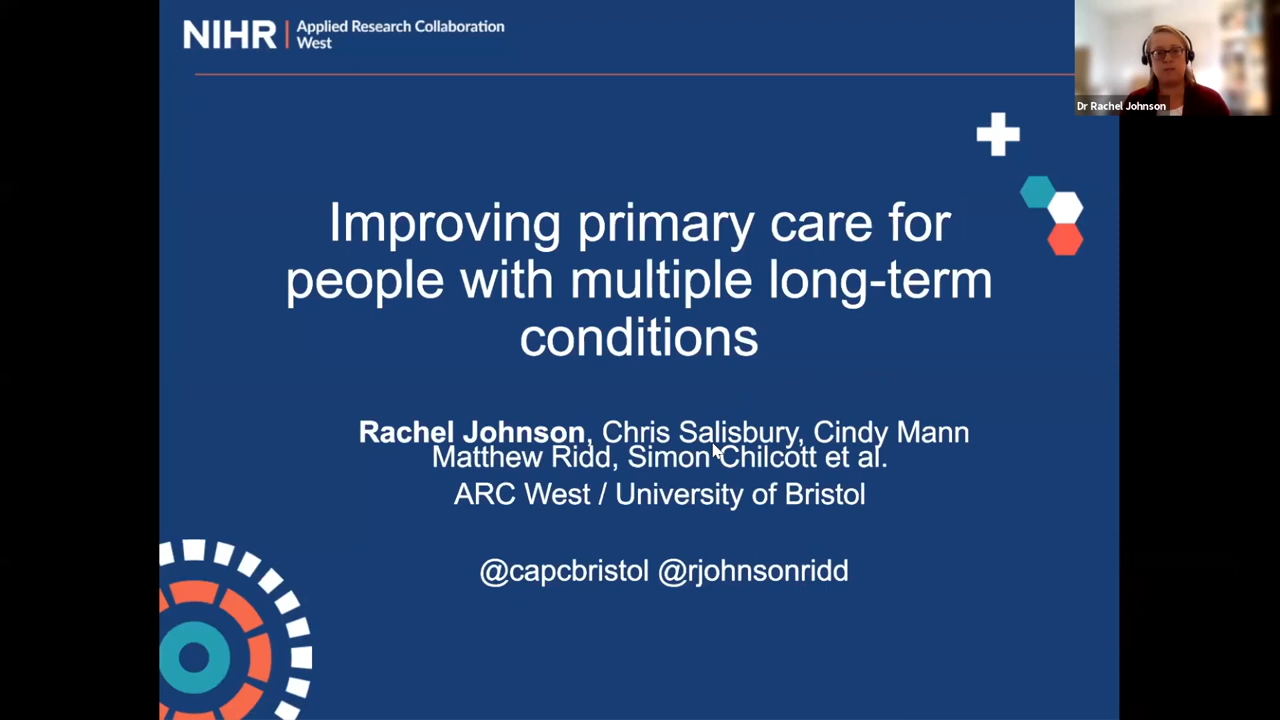 NIHR | Applied Research Collaboration
West
Dr Rachel Johnson
Improving primary care for
people with multiple long-term
conditions
Rachel Johnson, Chris Salisbury, Cindy Mann
Matthew Ridd, Simon Chilcott et al.
ARC West / University of Bristol
@capcbristol @rjohnsonridd